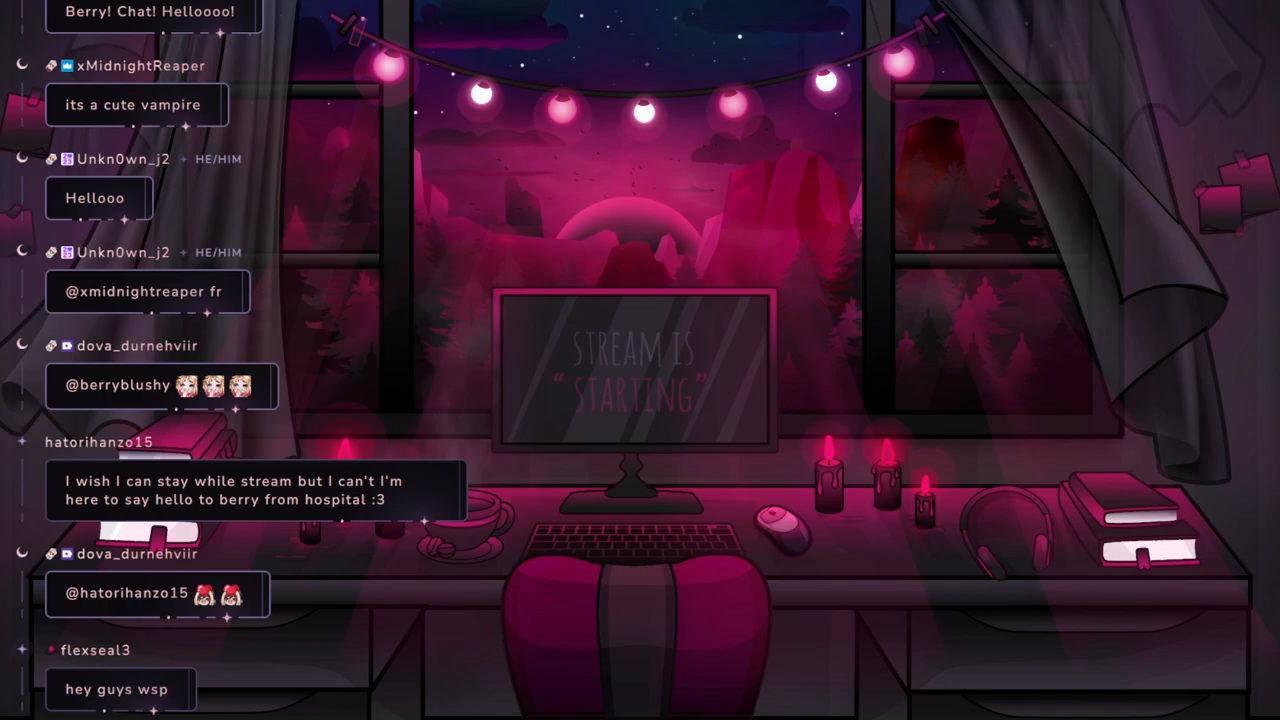 Berry! Chat! Helloooo!
xMidnightReaper
its a cute vampire
Unkn0wn_j2 HE/HIM
Hellooo
Unkn0wn_j2 HE/HIM
@xmidnightreaper fr
dova_durnehviir
@berryblushy
hatorihanzo15
I wish I can stay while stream but I can't I'm
here to say hello to berry from hospital :3
dova_durnehviir
@hatorihanzo15
flexseal3
hey guys wsp
STREAM IS
“ STARTING”